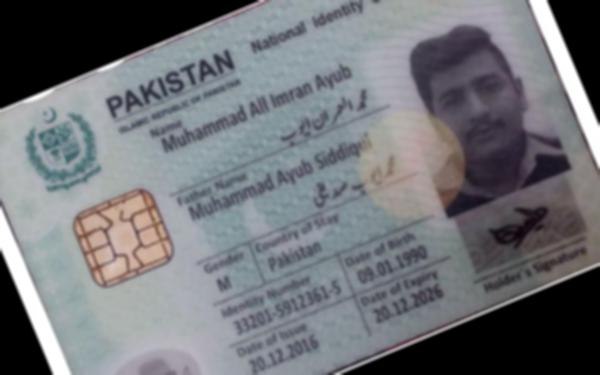 PAKISTAN National Identity
ISLAMIC REPUBLIC OF PAKISTAN
Name
Muhammad Ali Imran Ayub
محمد علی عمران ایوب
Father Name
Muhammad Ayub Siddiqui
محمد ایوب صدیقی
Gender Country of Stay
M Pakistan
Identity Number Date of Birth
33201-5912361-5 09.01.1990
Date of Issue Date of Expiry
20.12.2016 20.12.2026
Holder's Signature